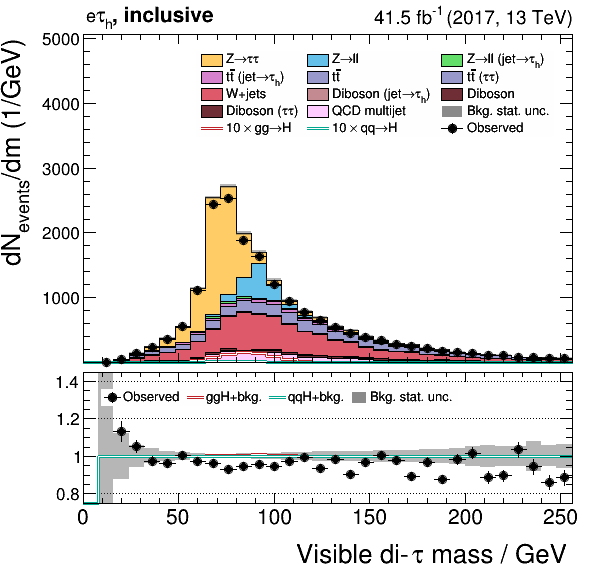 eτh, inclusive 41.5 fb-1 (2017, 13 TeV)
dNevents/dm (1/GeV)
5000
4000
3000
2000
1000
Z→ττ Z→ll Z→ll (jet→τh)
tt̄ (jet→τh) tt̄ tt̄ (ττ)
W+jets Diboson (jet→τh) Diboson
Diboson (ττ) QCD multijet Bkg. stat. unc.
10 × gg→H 10 × qq→H Observed
1.4
1.2
1
0.8
Observed ggH+bkg. qqH+bkg. Bkg. stat. unc.
0 50 100 150 200 250
Visible di-τ mass / GeV